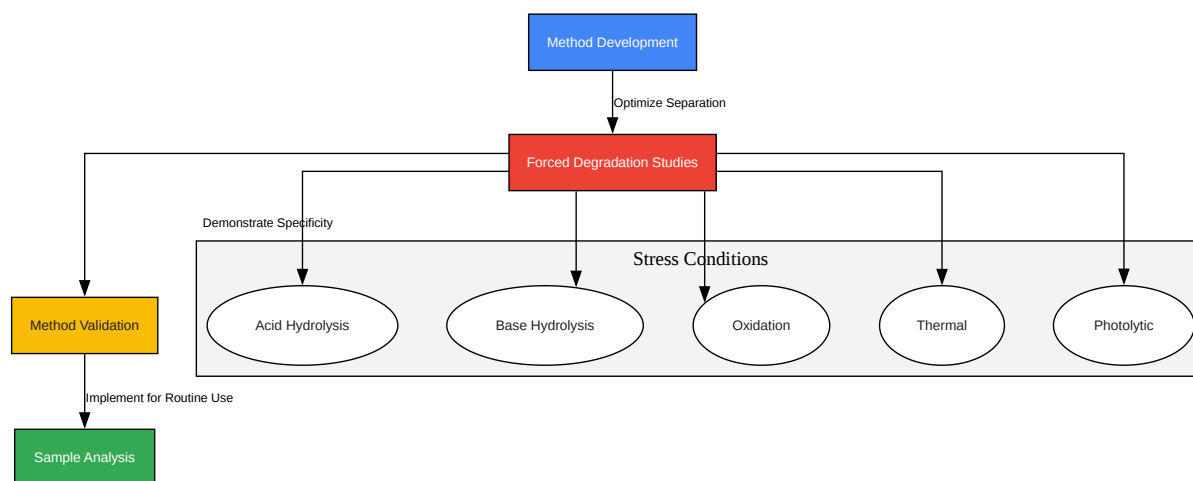 Method Development
Optimize Separation
Forced Degradation Studies
Demonstrate Specificity
Stress Conditions
Method Validation
Acid Hydrolysis
Base Hydrolysis
Oxidation
Thermal
Photolytic
Implement for Routine Use
Sample Analysis